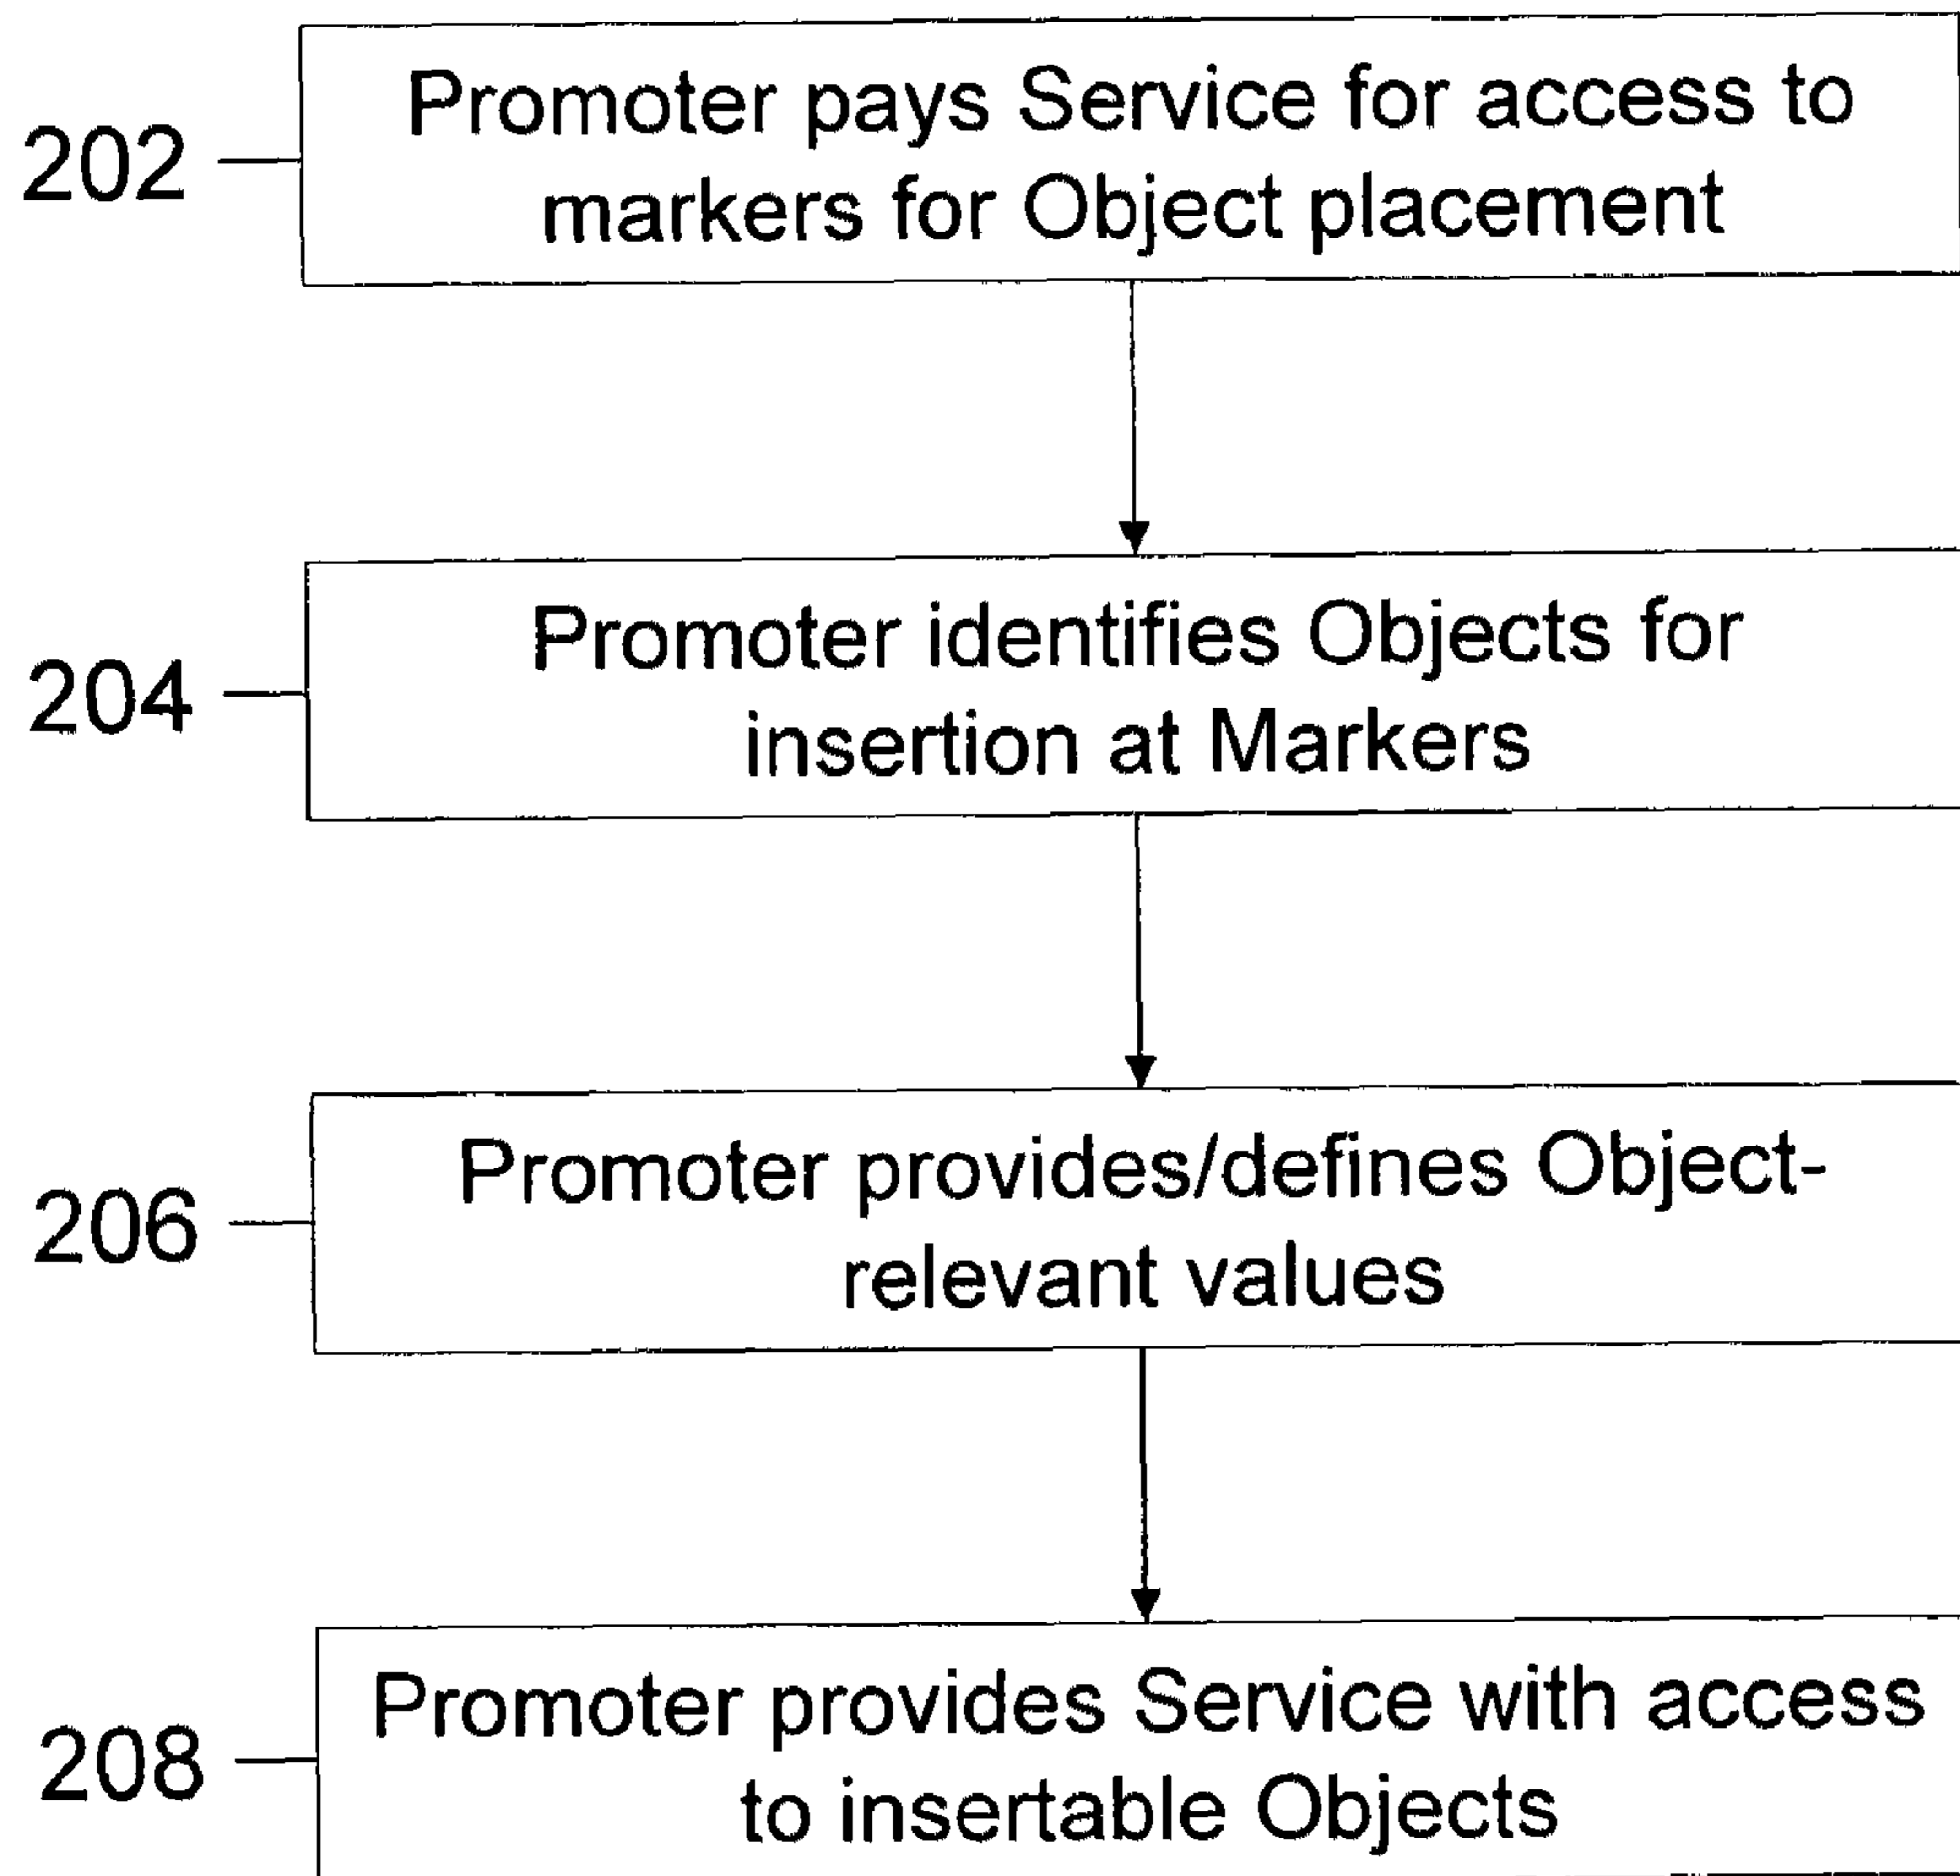 Promoter pays Service for access to
202
markers for Object placement
Promoter identifies Objects for
204
insertion at Markers
Promoter provides/defines Object-
206
relevant values
Promoter provides Service with access
208
to insertable Objects